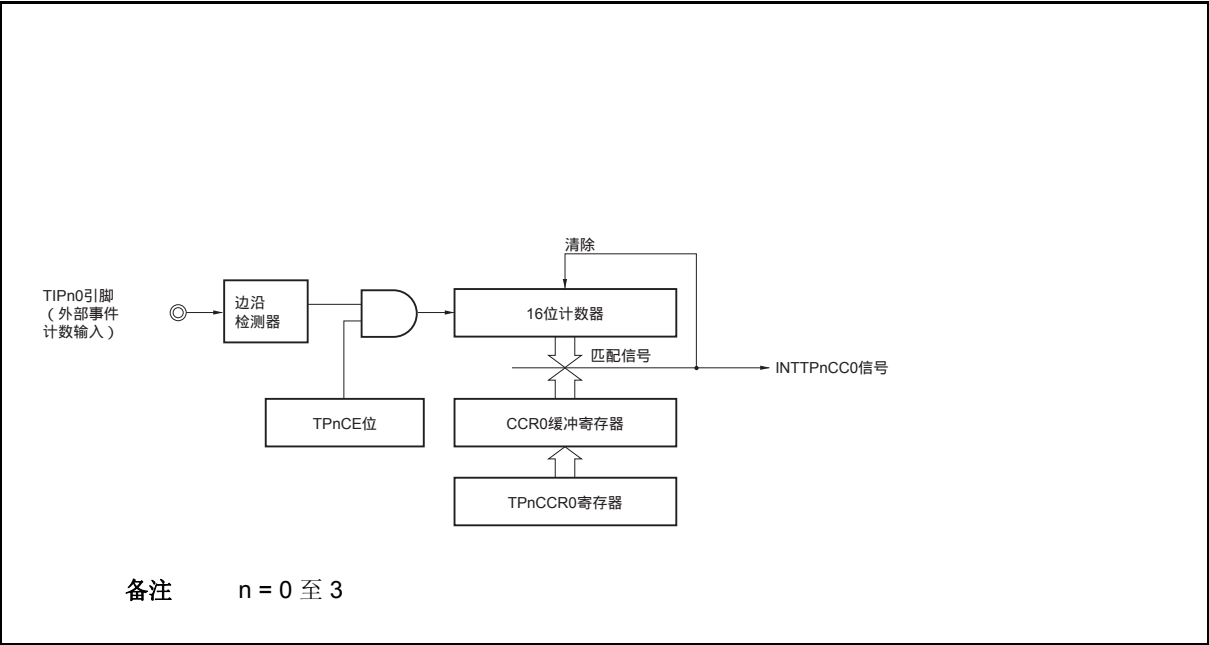 清除
TIPn0引脚
（外部事件
计数输入）
边沿
检测器
16位计数器
匹配信号
INTTPnCC0信号
TPnCE位
CCR0缓冲寄存器
TPnCCR0寄存器
备注 n = 0 至 3